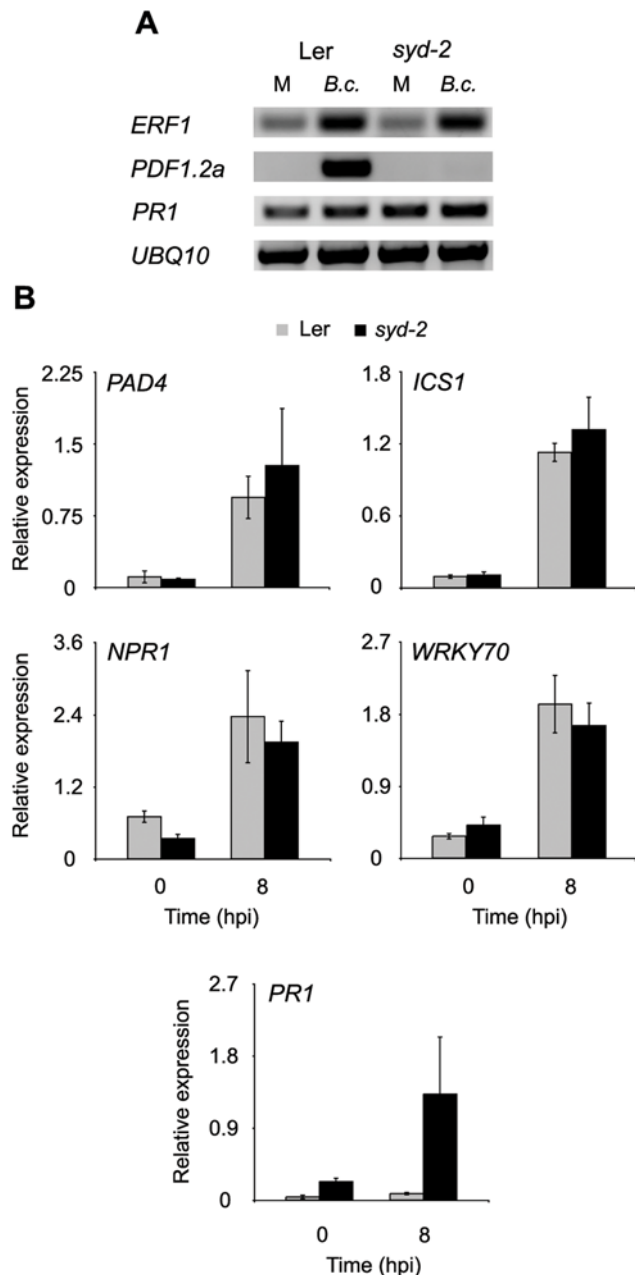 A
Ler syd-2
M B.c. M B.c.
ERF1
PDF1.2a
PR1
UBQ10
B
Ler syd-2
PAD4
Relative expression
2.25
1.5
0.75
0
ICS1
1.8
1.2
0.6
0
NPR1
Relative expression
3.6
2.4
1.2
0
0 8
Time (hpi)
WRKY70
2.7
1.8
0.9
0
0 8
Time (hpi)
PR1
Relative expression
2.7
1.8
0.9
0
0 8
Time (hpi)